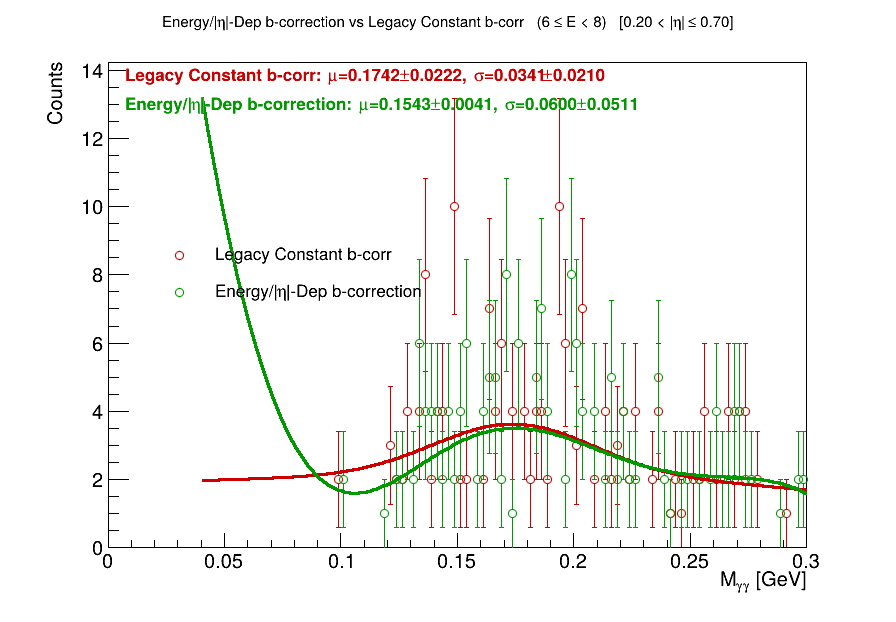 Energy/|η|-Dep b-correction vs Legacy Constant b-corr (6 ≤ E < 8) [0.20 < |η| ≤ 0.70]
Legacy Constant b-corr: μ=0.1742±0.0222, σ=0.0341±0.0210
Energy/|η|-Dep b-correction: μ=0.1543±0.0041, σ=0.0600±0.0511
Counts
14
12
10
8
6
4
2
0
Legacy Constant b-corr
Energy/|η|-Dep b-correction
0 0.05 0.1 0.15 0.2 0.25 0.3
M_γγ [GeV]